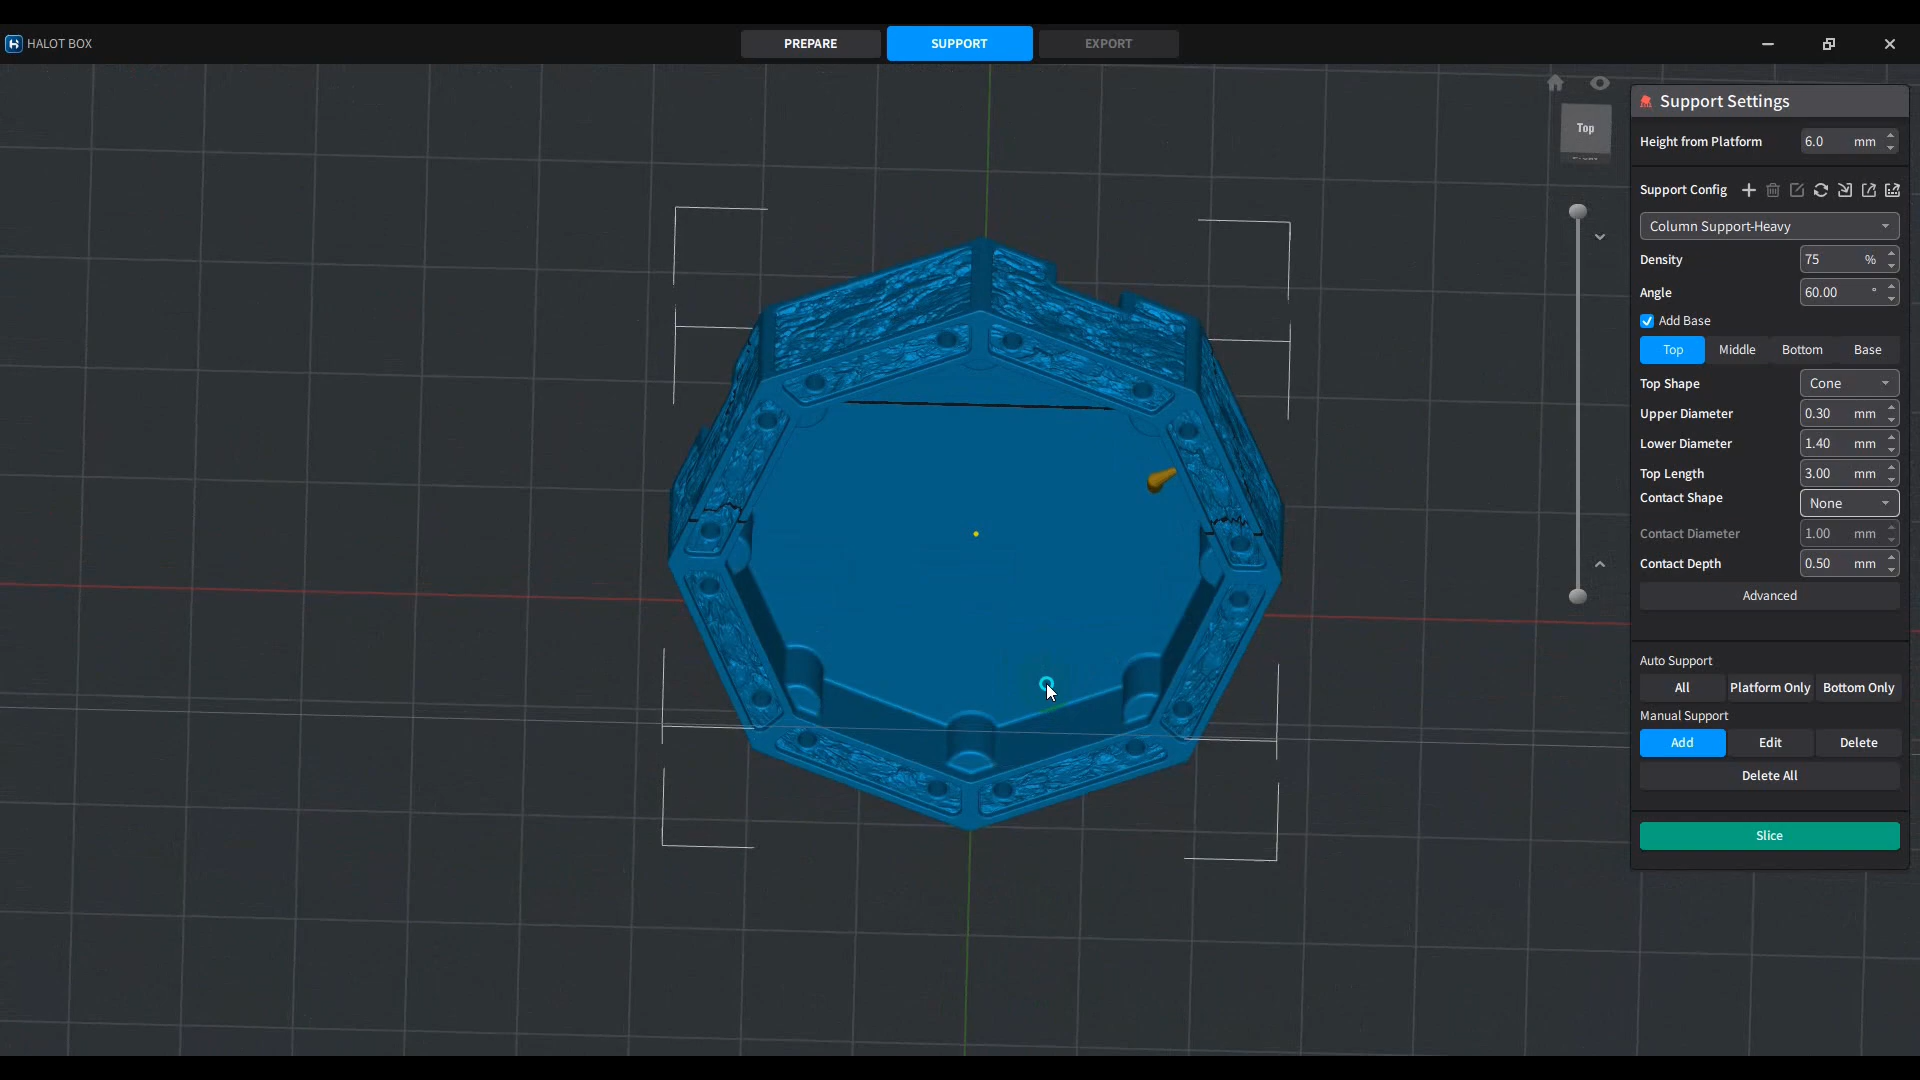 HALOT BOX
PREPARE
SUPPORT
EXPORT
Top
Support Settings
Height from Platform 6.0 mm
Support Config
Column Support-Heavy
Density 75 %
Angle 60.00 °
Add Base
Top Middle Bottom Base
Top Shape Cone
Upper Diameter 0.30 mm
Lower Diameter 1.40 mm
Top Length 3.00 mm
Contact Shape None
Contact Diameter 1.00 mm
Contact Depth 0.50 mm
Advanced
Auto Support
All Platform Only Bottom Only
Manual Support
Add Edit Delete
Delete All
Slice